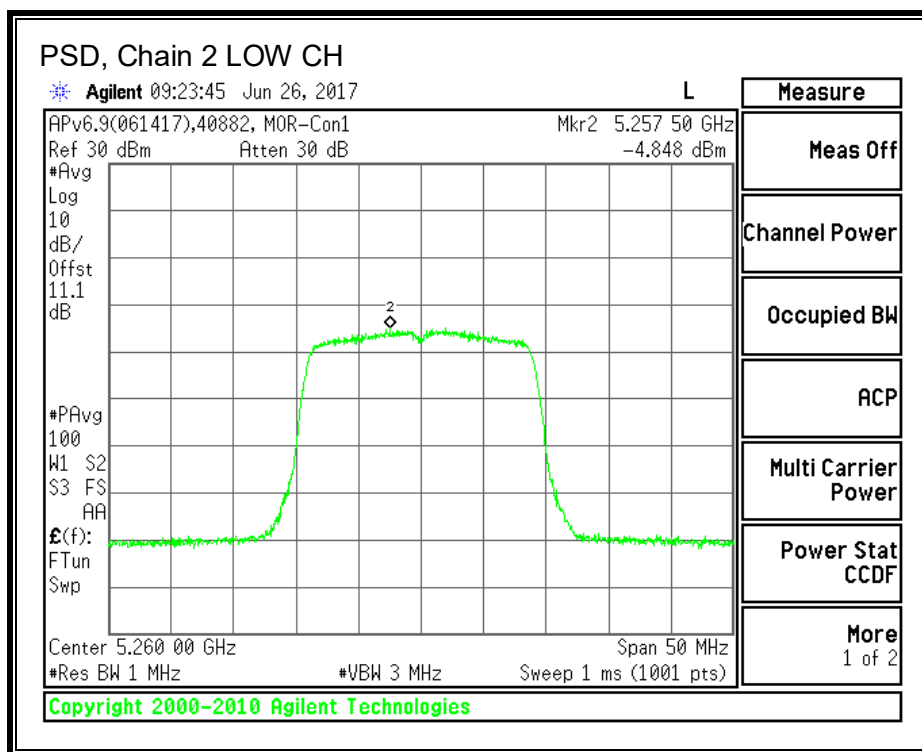 PSD, Chain 2 LOW CH
Agilent 09:23:45 Jun 26, 2017 L
APv6.9(061417),40882, MOR-Con1 Mkr2 5.257 50 GHz
Ref 30 dBm Atten 30 dB -4.848 dBm
#Avg
Log
10
dB/
Offst
11.1
dB
2
#PAvg
100
W1 S2
S3 FS
AA
£(f):
FTun
Swp
Center 5.260 00 GHz Span 50 MHz
#Res BW 1 MHz #VBW 3 MHz Sweep 1 ms (1001 pts)
Copyright 2000-2010 Agilent Technologies
Measure
Meas Off
Channel Power
Occupied BW
ACP
Multi Carrier
Power
Power Stat
CCDF
More
1 of 2